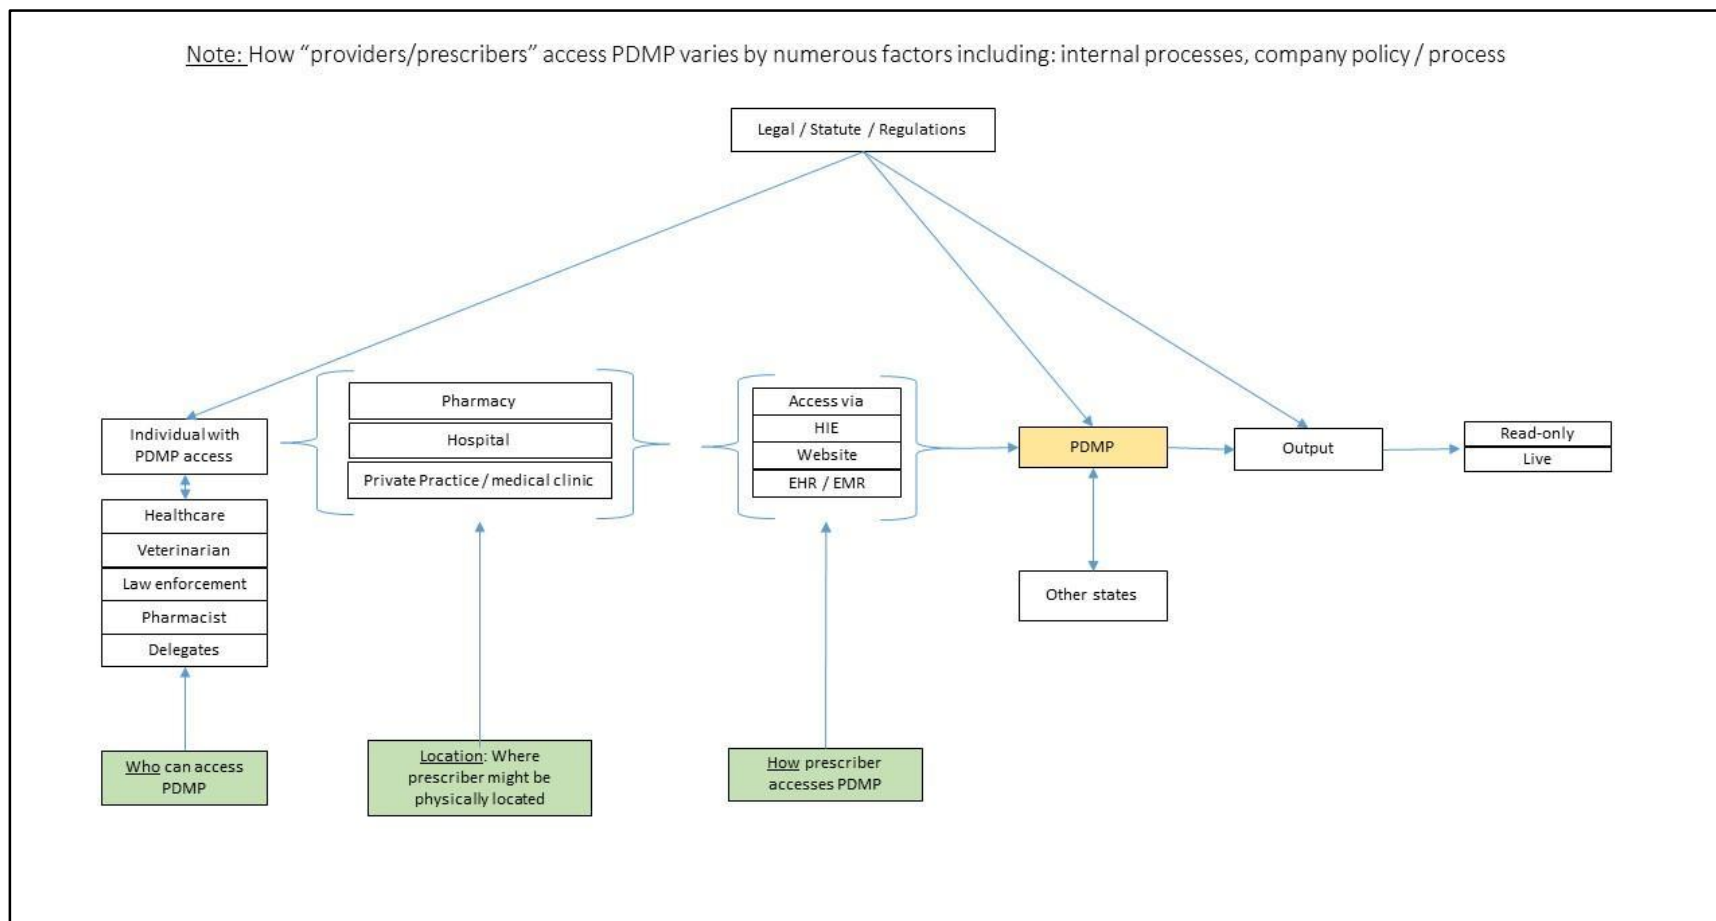 Note: How “providers/prescribers” access PDMP varies by numerous factors including: internal processes, company policy / process
Legal / Statute / Regulations
Individual with
PDMP access
Healthcare
Veterinarian
Law enforcement
Pharmacist
Delegates
Who can access
PDMP
Pharmacy
Hospital
Private Practice / medical clinic
Location: Where
prescriber might be
physically located
Access via
HIE
Website
EHR / EMR
How prescriber
accesses PDMP
PDMP
Other states
Output
Read-only
Live